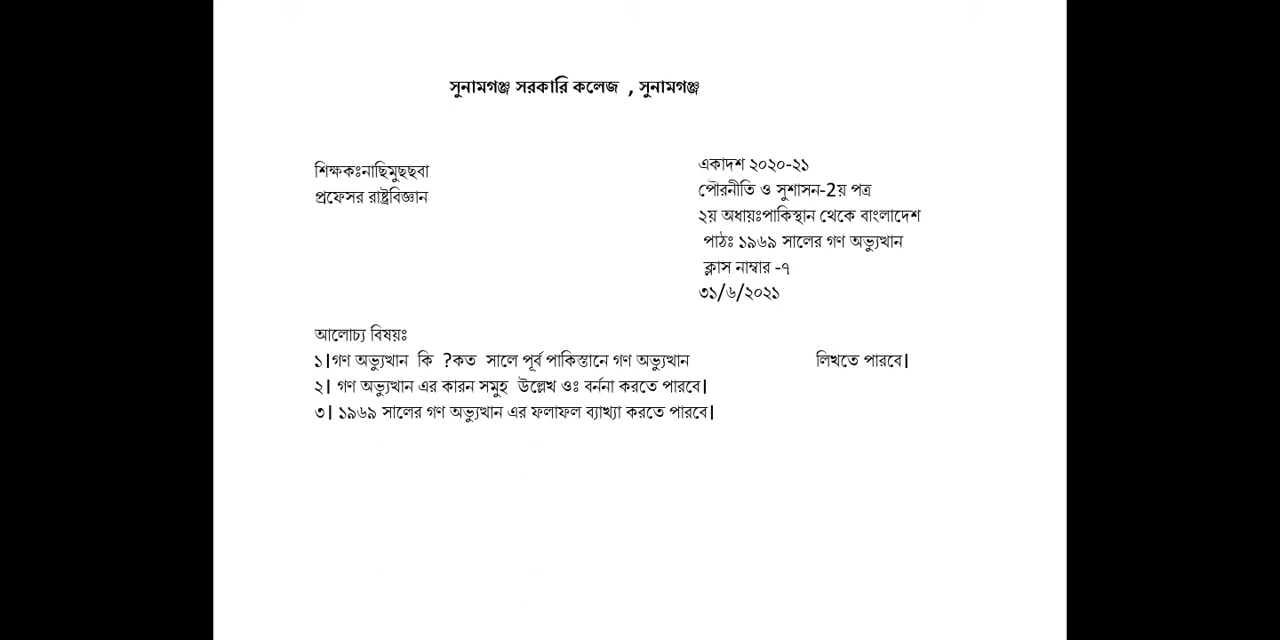 সুনামগঞ্জ সরকারি কলেজ , সুনামগঞ্জ
শিক্ষকঃনাছিমুছছবা
প্রফেসর রাষ্ট্রবিজ্ঞান
একাদশ ২০২০-২১
পৌরনীতি ও সুশাসন-2য় পত্র
২য় অধায়ঃপাকিস্থান থেকে বাংলাদেশ
পাঠঃ ১৯৬৯ সালের গণ অভ্যুত্থান
ক্লাস নাম্বার -৭
৩১/৬/২০২১
আলোচ্য বিষয়ঃ
১।গণ অভ্যুত্থান কি ?কত সালে পূর্ব পাকিস্তানে গণ অভ্যুত্থান লিখতে পারবে।
২। গণ অভ্যুত্থান এর কারন সমুহ উল্লেখ ওঃ বর্ননা করতে পারবে।
৩। ১৯৬৯ সালের গণ অভ্যুত্থান এর ফলাফল ব্যাখ্যা করতে পারবে।